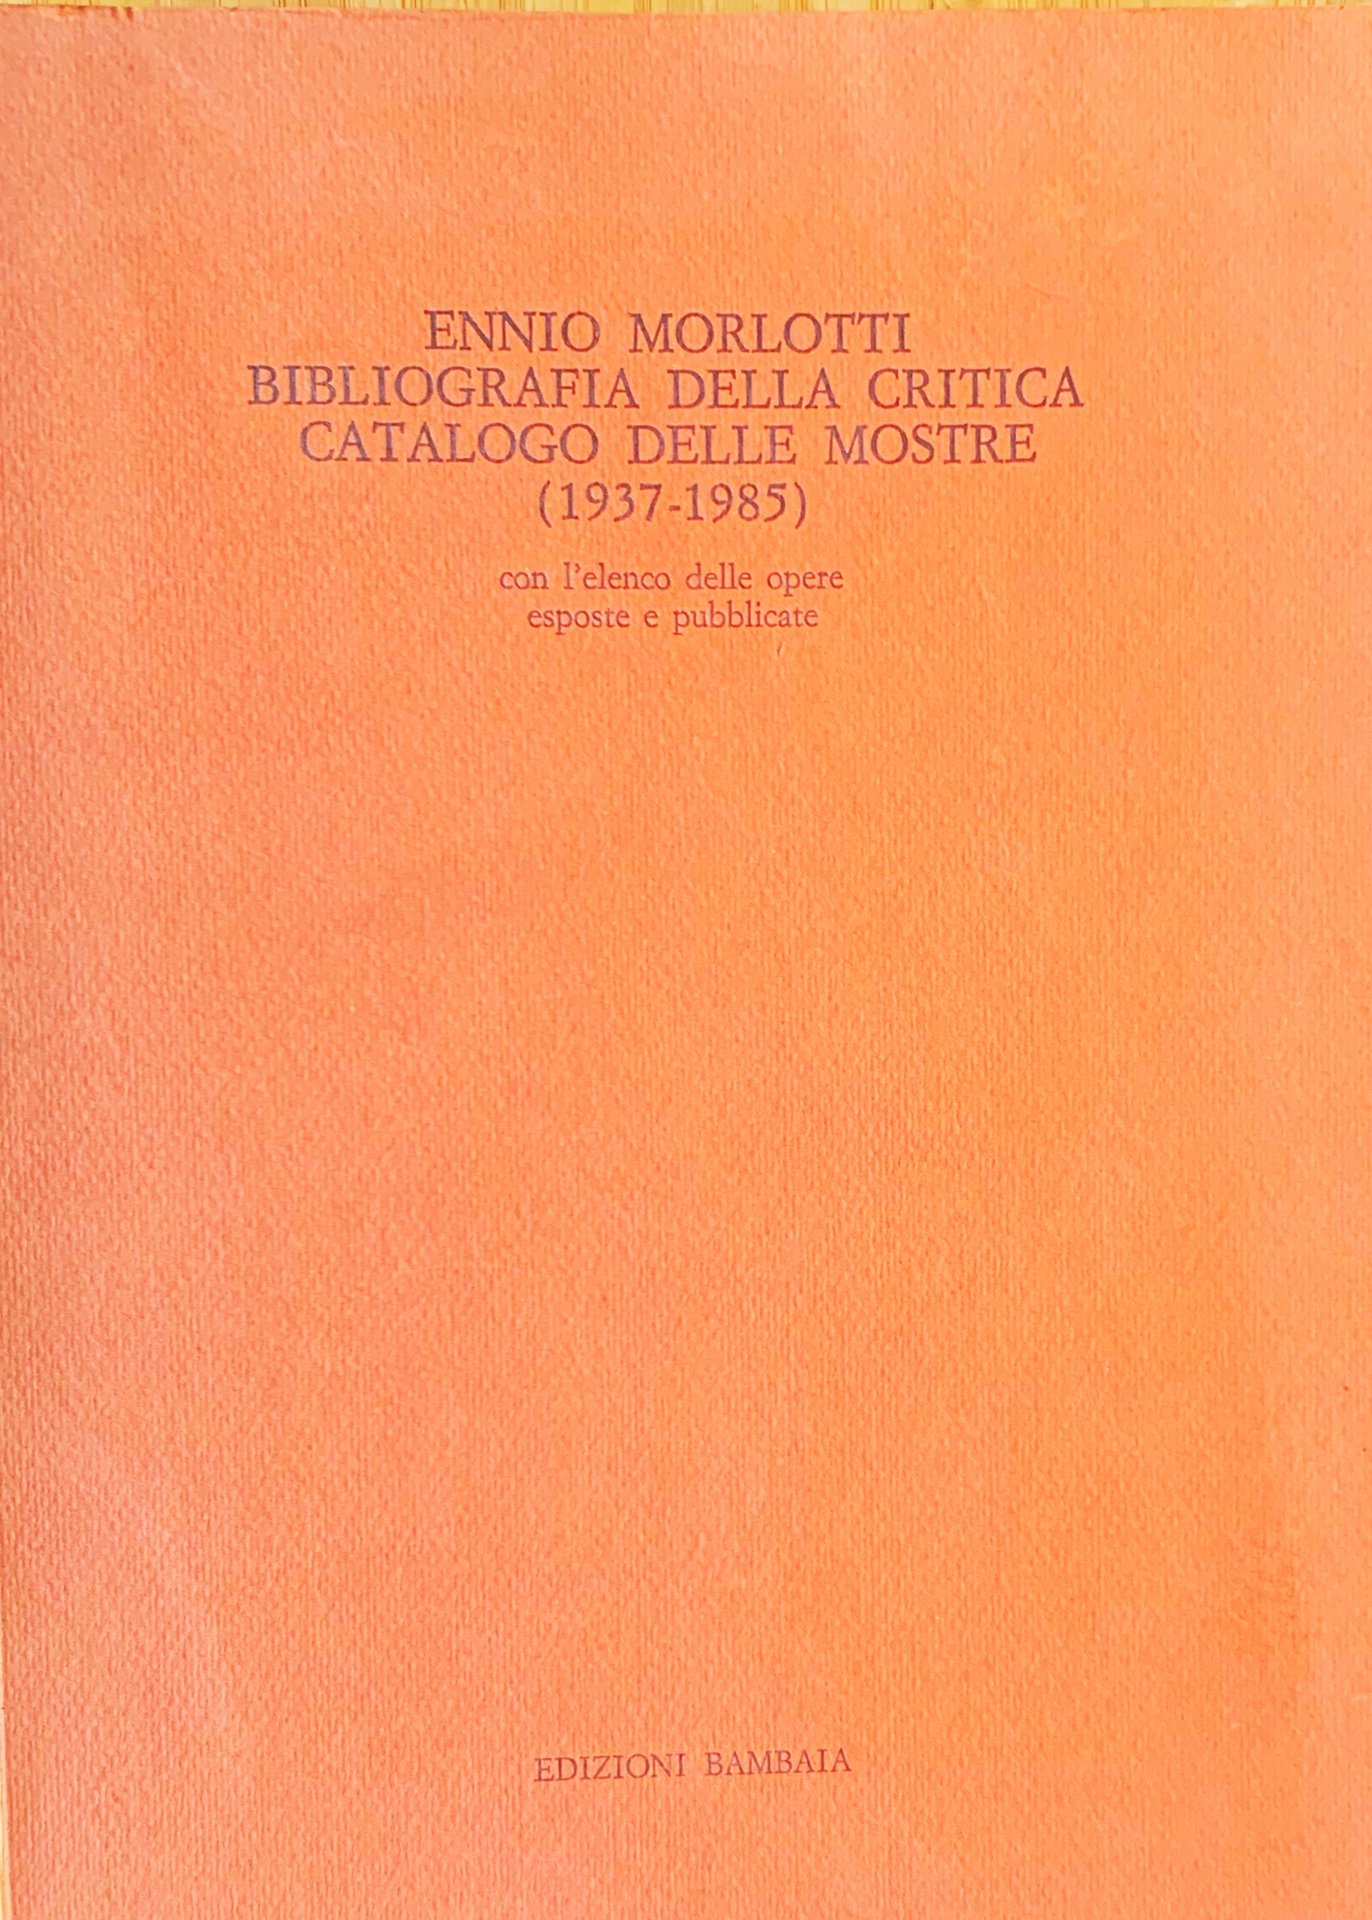 ENNIO MORLOTTI
BIBLIOGRAFIA DELLA CRITICA
CATALOGO DELLE MOSTRE
(1937-1985)
con l'elenco delle opere
esposte e pubblicate
EDIZIONI BAMBAIA